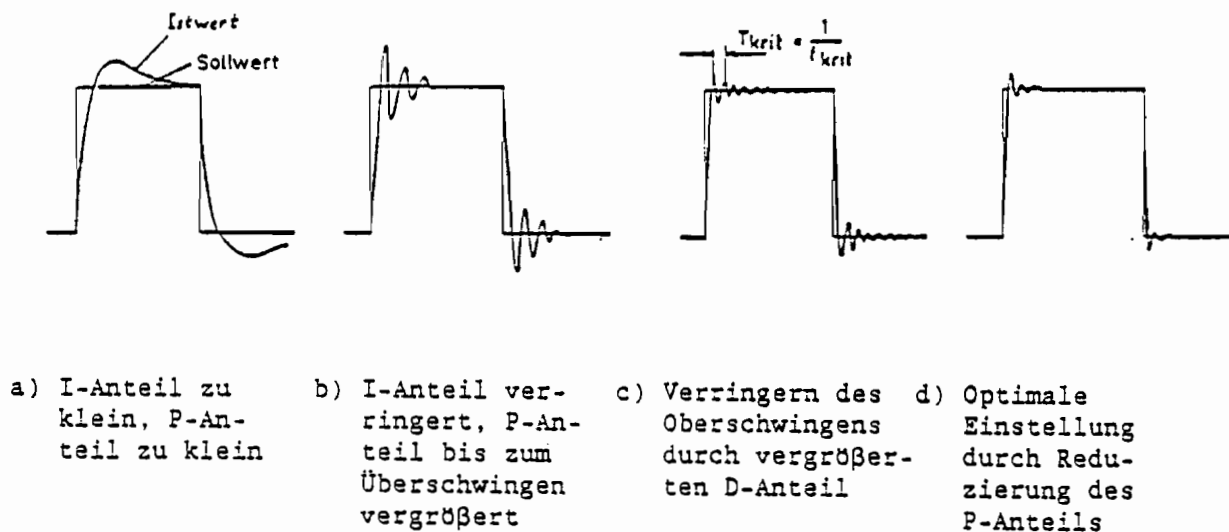 Istwert
Sollwert
Tkrit = 1/fkrit
a) I-Anteil zu
klein, P-An-
teil zu klein
b) I-Anteil ver-
ringert, P-An-
teil bis zum
Überschwingen
vergrößert
c) Verringern des
Oberschwingens
durch vergrößer-
ten D-Anteil
d) Optimale
Einstellung
durch Redu-
zierung des
P-Anteils